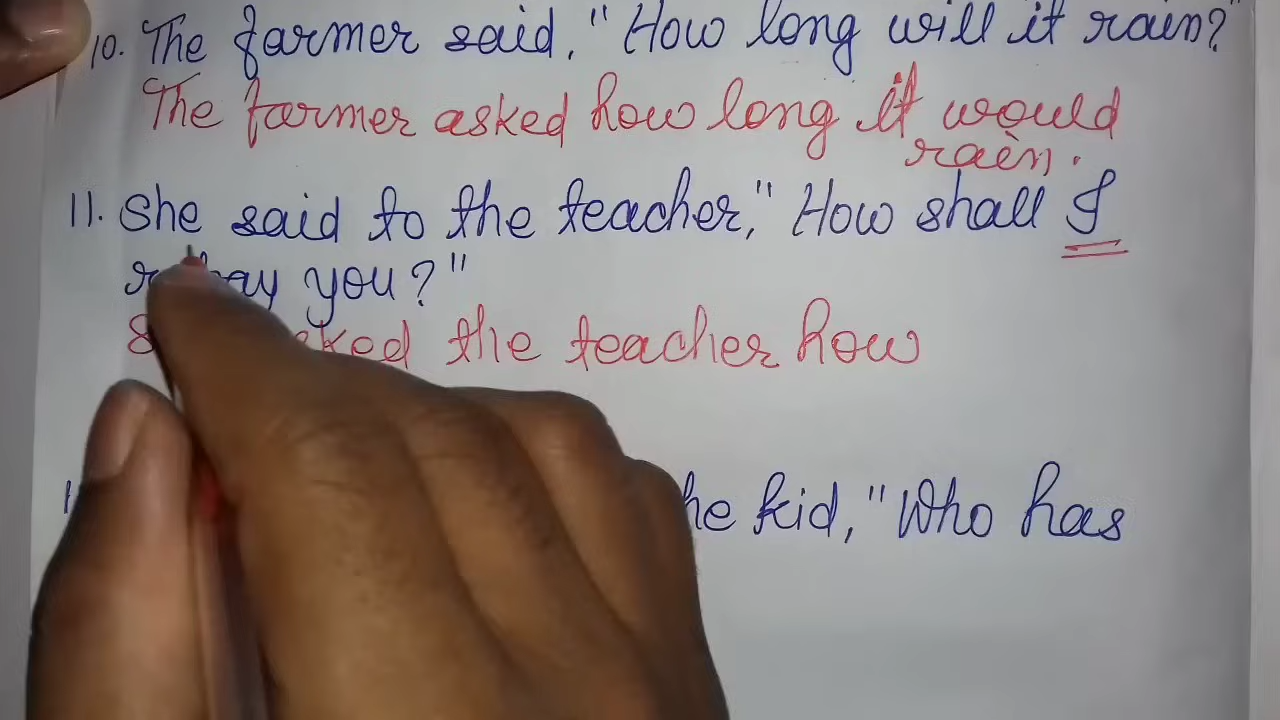 10. The farmer said, "How long will it rain?"
The farmer asked how long it would
rain.
11. She said to the teacher, "How shall I
you?"
the teacher how
kid, "Who has